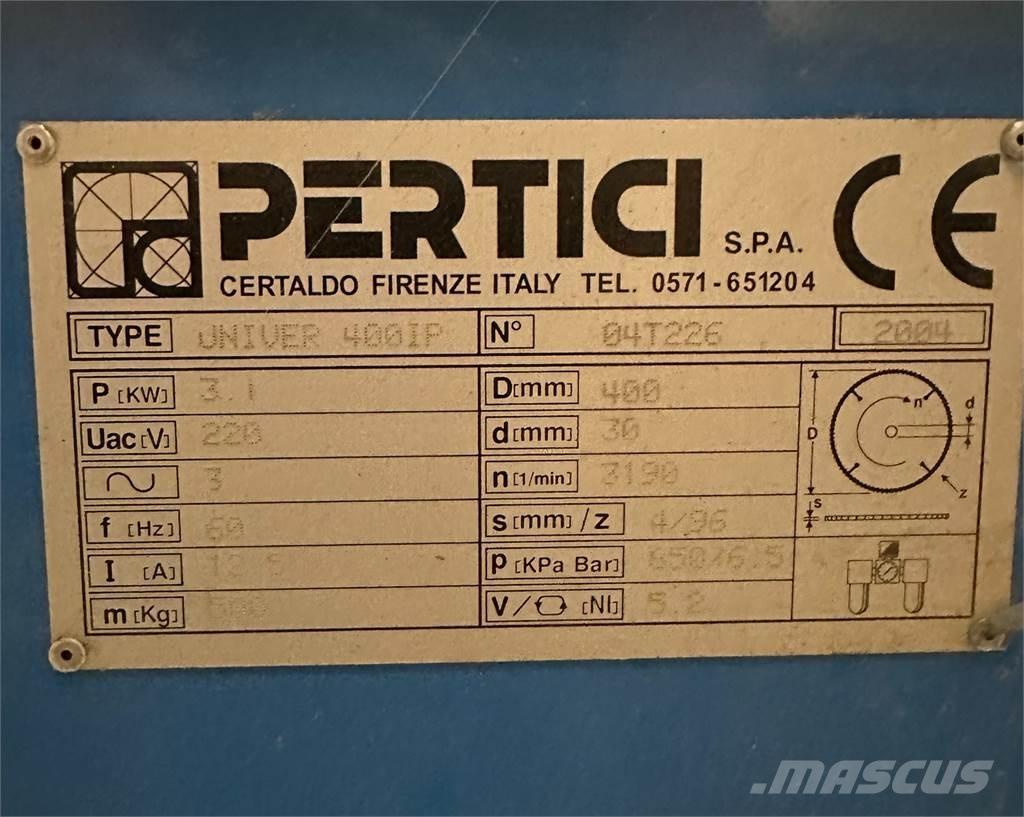 PERTICI S.P.A. CE
CERTALDO FIRENZE ITALY TEL. 0571-651204
TYPE UNIVER 400IP N° 04T226 2004
P [KW] 3.1 D[mm] 400
Uac[V] 220 d[mm] 30
3 n[1/min] 3190
f [Hz] 60 s[mm]/z 4/96
I [A] p[KPa Bar] 650/6.5
m[Kg] V/ [Nl] 5.2
n d
D
z
s
MASCUS